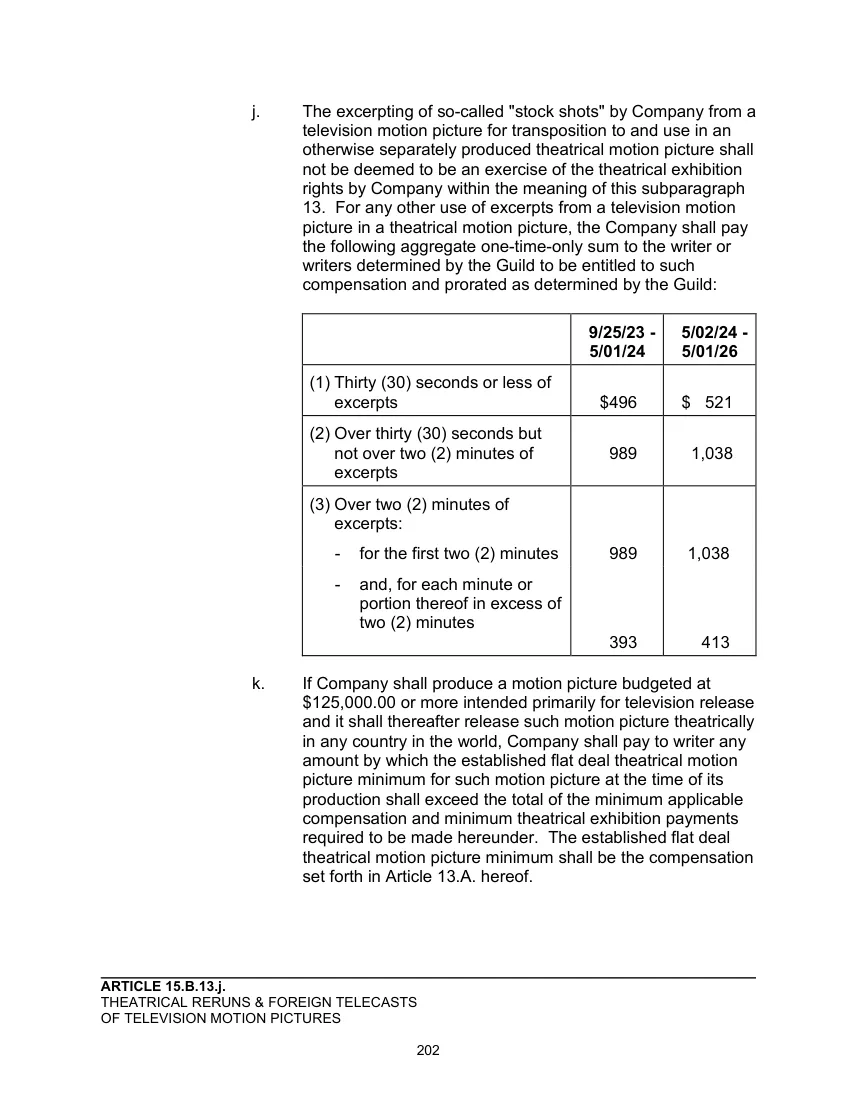 j. The excerpting of so-called "stock shots" by Company from a
television motion picture for transposition to and use in an
otherwise separately produced theatrical motion picture shall
not be deemed to be an exercise of the theatrical exhibition
rights by Company within the meaning of this subparagraph
13.  For any other use of excerpts from a television motion
picture in a theatrical motion picture, the Company shall pay
the following aggregate one-time-only sum to the writer or
writers determined by the Guild to be entitled to such
compensation and prorated as determined by the Guild:
9/25/23 - 5/02/24 -
5/01/24 5/01/26
(1) Thirty (30) seconds or less of
excerpts $496 $ 521
(2) Over thirty (30) seconds but
not over two (2) minutes of 989 1,038
excerpts
(3) Over two (2) minutes of
excerpts:
- for the first two (2) minutes 989 1,038
- and, for each minute or
portion thereof in excess of
two (2) minutes
393 413
k. If Company shall produce a motion picture budgeted at
$125,000.00 or more intended primarily for television release
and it shall thereafter release such motion picture theatrically
in any country in the world, Company shall pay to writer any
amount by which the established flat deal theatrical motion
picture minimum for such motion picture at the time of its
production shall exceed the total of the minimum applicable
compensation and minimum theatrical exhibition payments
required to be made hereunder.  The established flat deal
theatrical motion picture minimum shall be the compensation
set forth in Article 13.A. hereof.
ARTICLE 15.B.13.j.
THEATRICAL RERUNS & FOREIGN TELECASTS
OF TELEVISION MOTION PICTURES
202